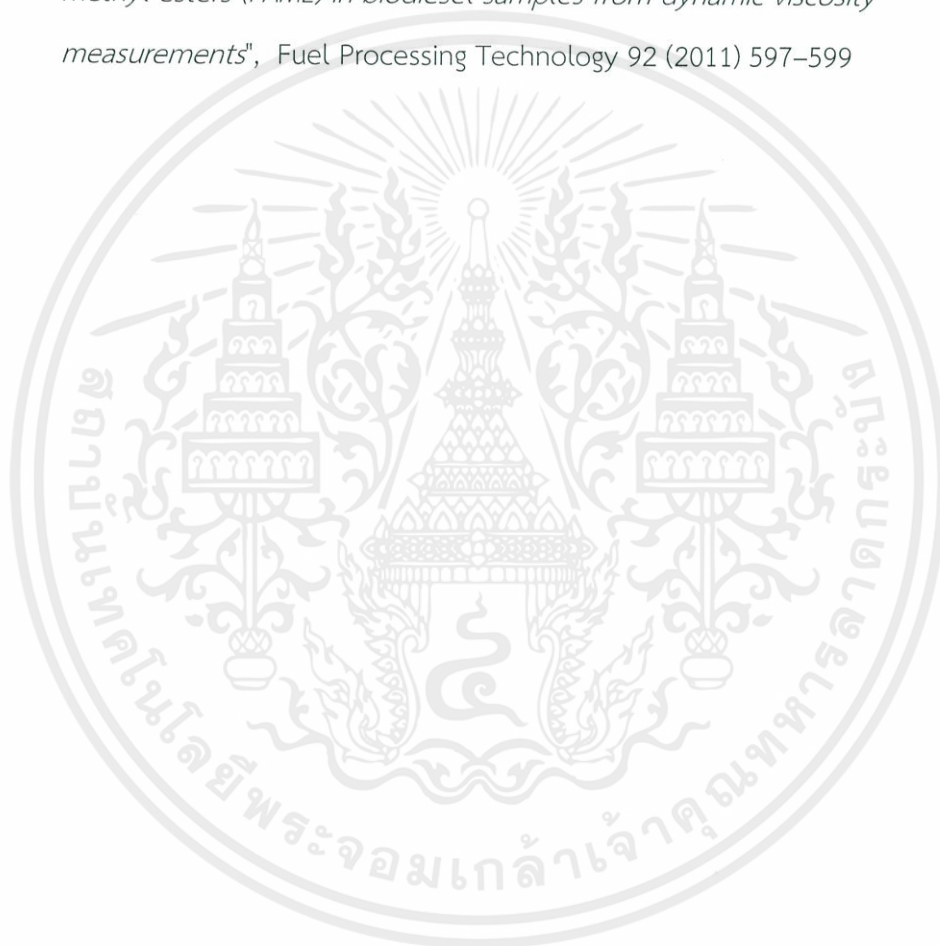 methyl esters (FAME) in biodiesel samples from dynamic viscosity
measurements", Fuel Processing Technology 92 (2011) 597–599
สถาบันเทคโนโลยีพระจอมเกล้าเจ้าคุณทหารลาดกระบัง